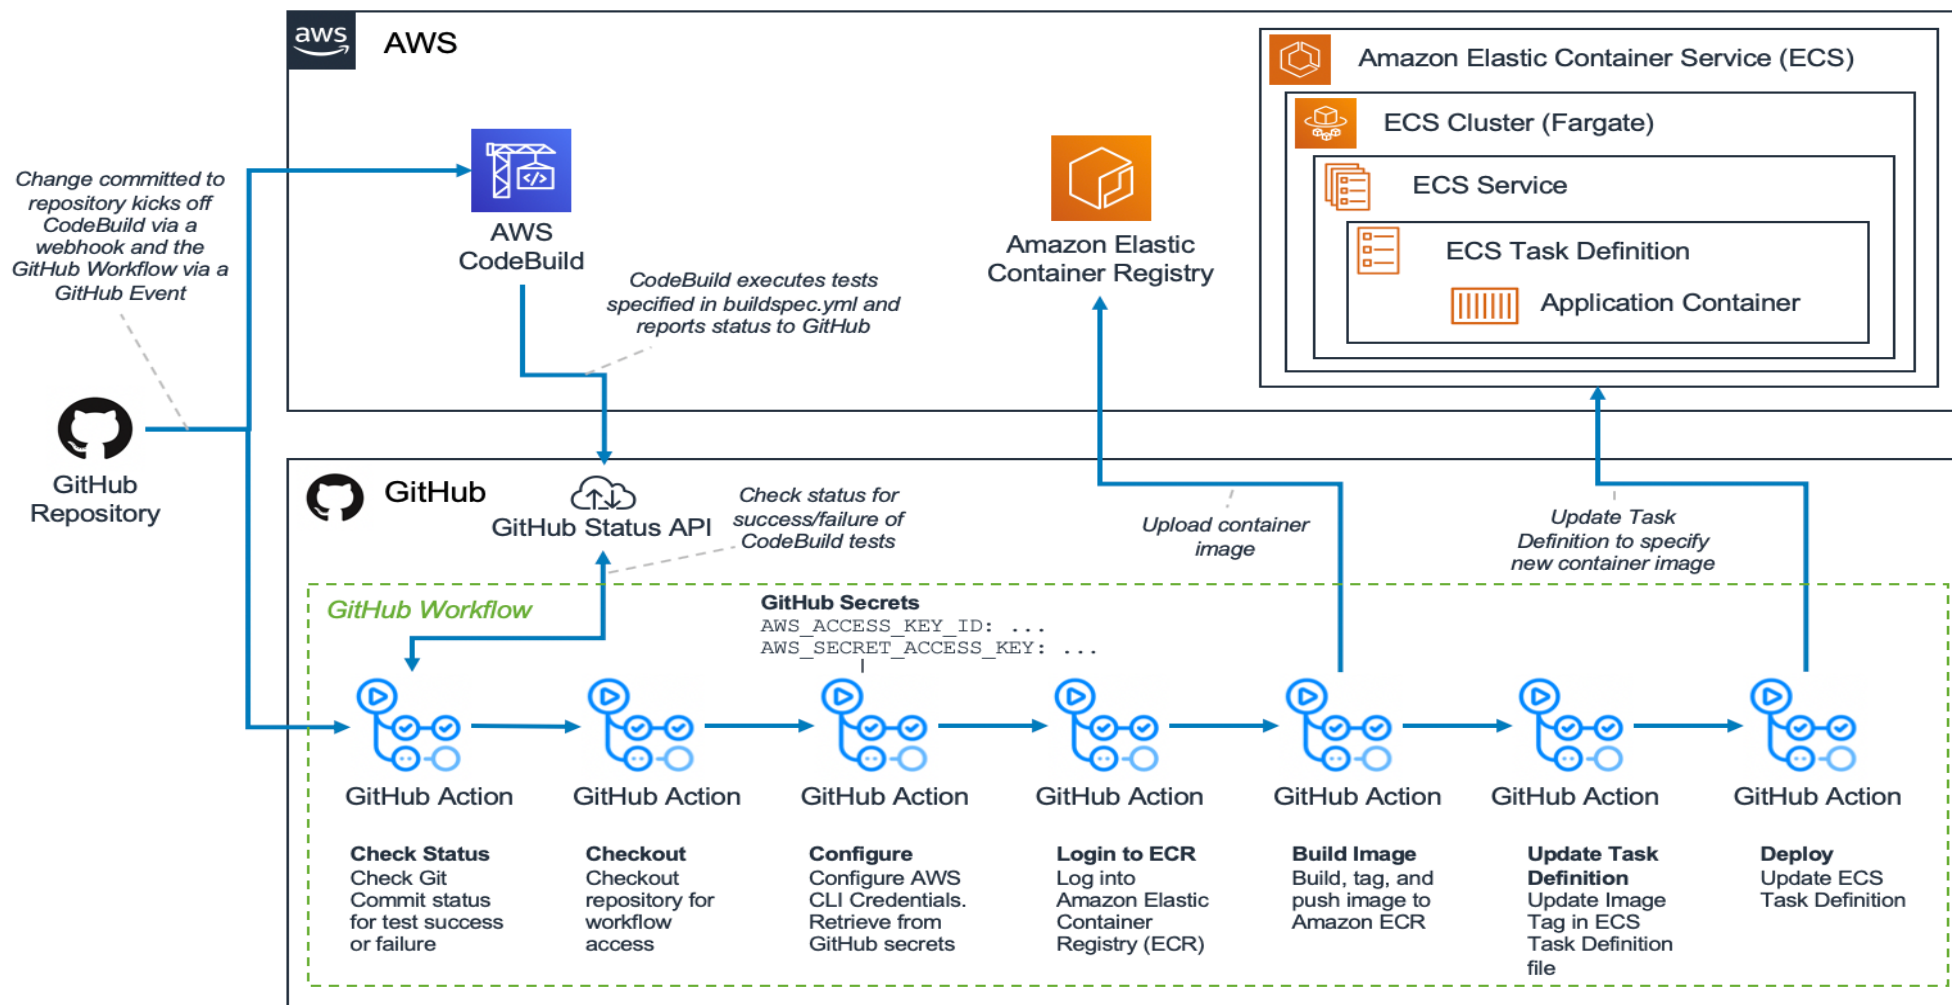 aws
AWS
Amazon Elastic Container Service (ECS)
ECS Cluster (Fargate)
ECS Service
ECS Task Definition
Application Container
Change committed to
repository kicks off
CodeBuild via a
webhook and the
GitHub Workflow via a
GitHub Event
AWS
CodeBuild
CodeBuild executes tests
specified in buildspec.yml and
reports status to GitHub
Amazon Elastic
Container Registry
GitHub
Repository
GitHub
GitHub Status API
Check status for
success/failure of
CodeBuild tests
Upload container
image
Update Task
Definition to specify
new container image
GitHub Workflow
GitHub Secrets
AWS_ACCESS_KEY_ID: ...
AWS_SECRET_ACCESS_KEY: ...
GitHub Action
Check Status
Check Git
Commit status
for test success
or failure
GitHub Action
Checkout
Checkout
repository for
workflow
access
GitHub Action
Configure
Configure AWS
CLI Credentials.
Retrieve from
GitHub secrets
GitHub Action
Login to ECR
Log into
Amazon Elastic
Container
Registry (ECR)
GitHub Action
Build Image
Build, tag, and
push image to
Amazon ECR
GitHub Action
Update Task
Definition
Update Image
Tag in ECS
Task Definition
file
GitHub Action
Deploy
Update ECS
Task Definition